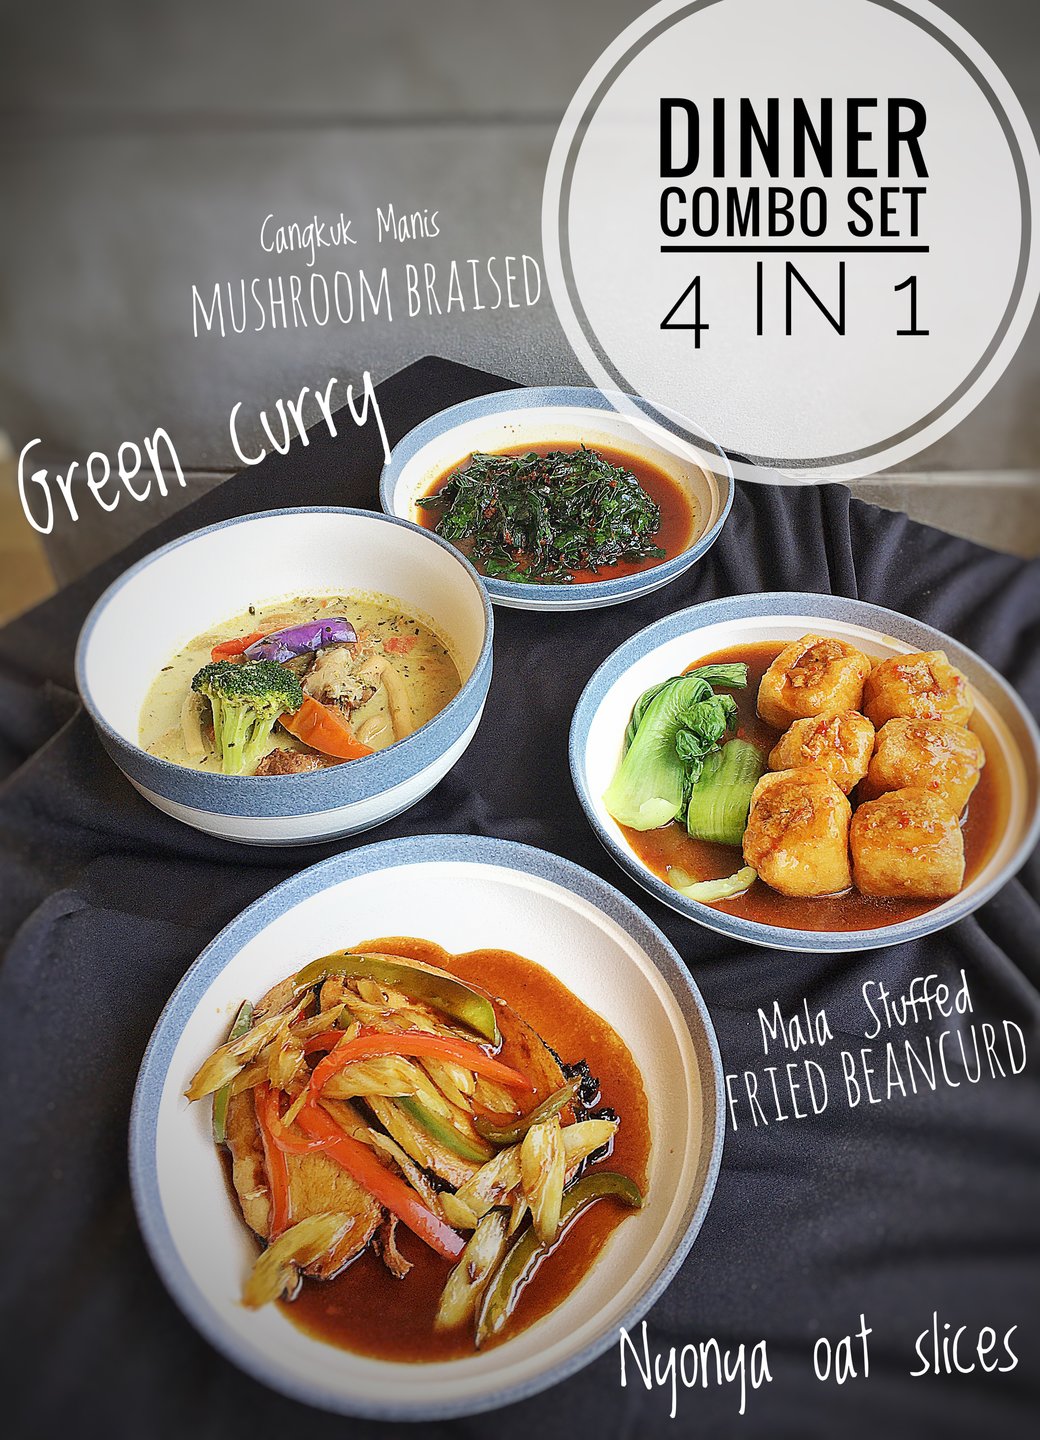 DINNER
COMBO SET
4 IN 1
Cangkuk Manis
MUSHROOM BRAISED
Green curry
Mala Stuffed
FRIED BEANCURD
Nyonya oat slices